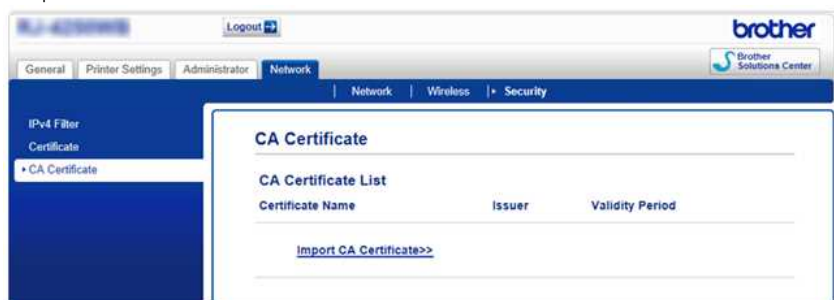 Logout
brother
General Printer Settings Administrator Network
Brother Solutions Center
Network | Wireless | Security
IPv4 Filter
Certificate
CA Certificate
CA Certificate
CA Certificate List
Certificate Name Issuer Validity Period
Import CA Certificate>>